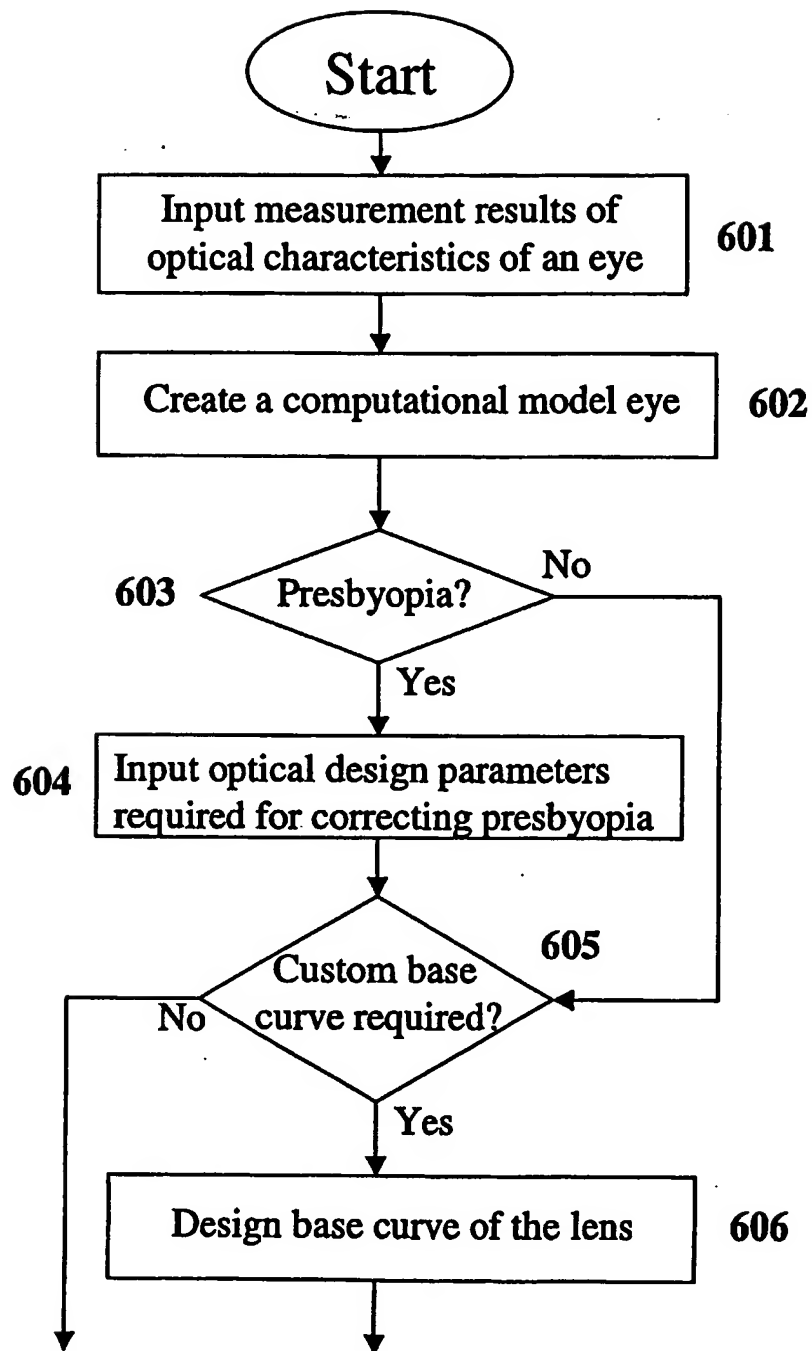 Start
Input measurement results of
optical characteristics of an eye
601
Create a computational model eye
602
603
Presbyopia?
No
Yes
604
Input optical design parameters
required for correcting presbyopia
605
Custom base
curve required?
No
Yes
Design base curve of the lens
606